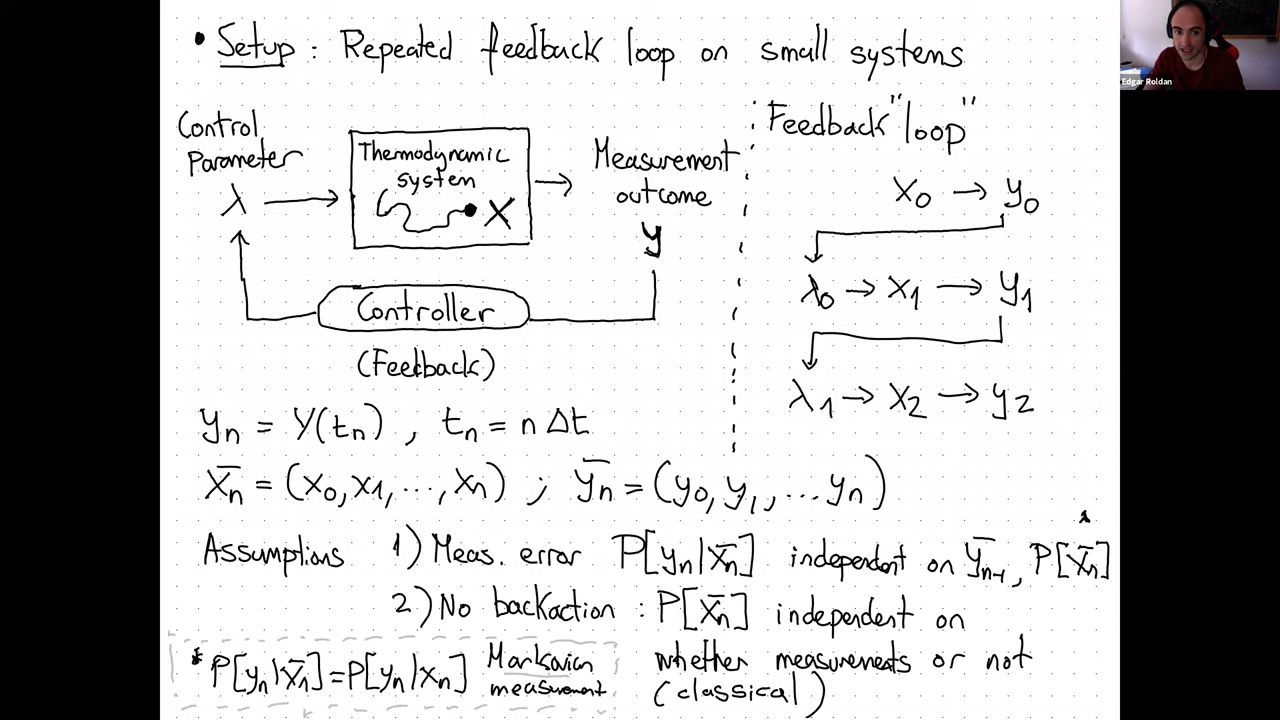 • Setup : Repeated feedback loop on small systems
Control Parameter
λ
Thermodynamic system
X
Measurement outcome
y
Controller
(Feedback)
Feedback "loop"
x0 → y0
λ0 → x1 → y1
λ1 → x2 → y2
yn = Y(tn) , tn = n Δt
X̄n = (x0, x1, ..., xn) ; ȳn = (y0, y1, ... yn)
Assumptions 1) Meas. error P[yn|X̄n] independent on ȳn-1, P[X̄n]
2) No backaction : P[X̄n] independent on
whether measurements or not
(classical)
* P[yn|X̄n] = P[yn|xn] Markovian
measurement
Edgar Roldan